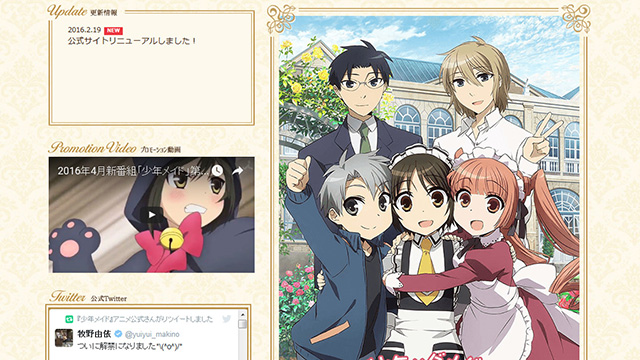 Update 更新情報
2016.2.19 NEW
公式サイトリニューアルしました！
Promotion Video プロモーション動画
2016年4月新番組「少年メイド」第...
Twitter 公式Twitter
『少年メイド』アニメ公式さんがリツイートしました
牧野由依 @yuiyui_makino
ついに解禁になりました"\(^o^)/"